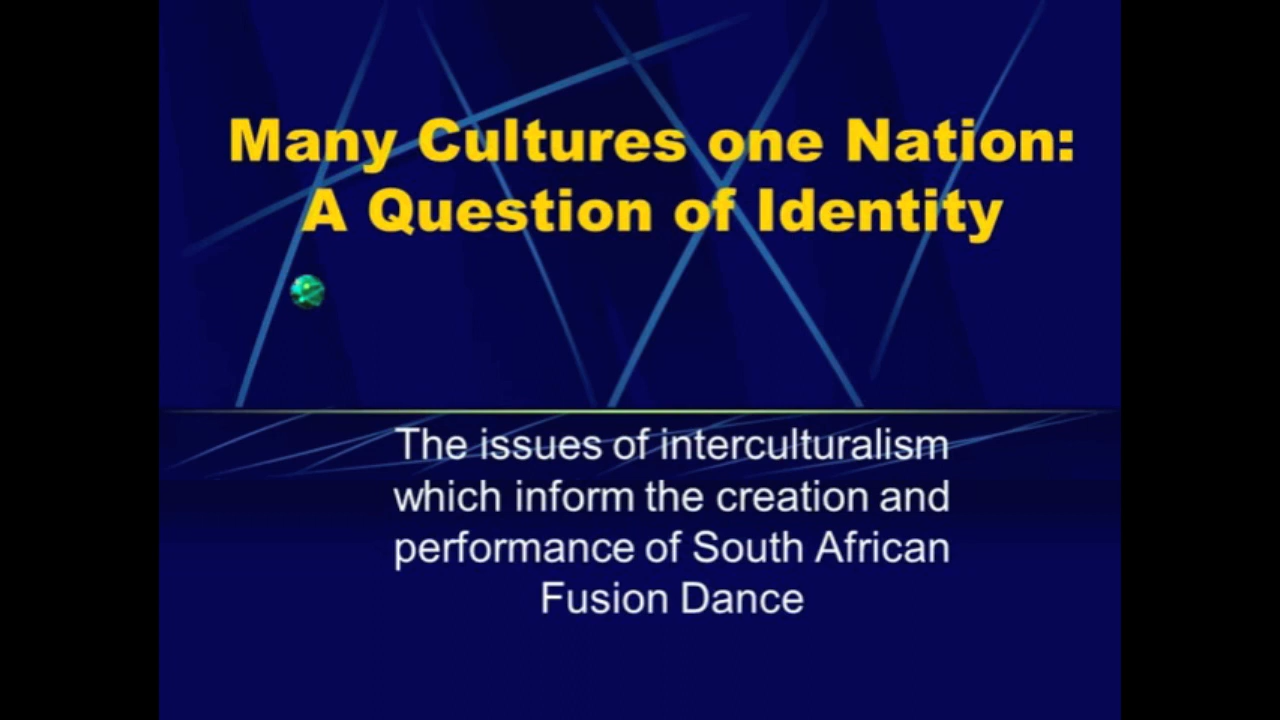 Many Cultures one Nation:
A Question of Identity
The issues of interculturalism
which inform the creation and
performance of South African
Fusion Dance